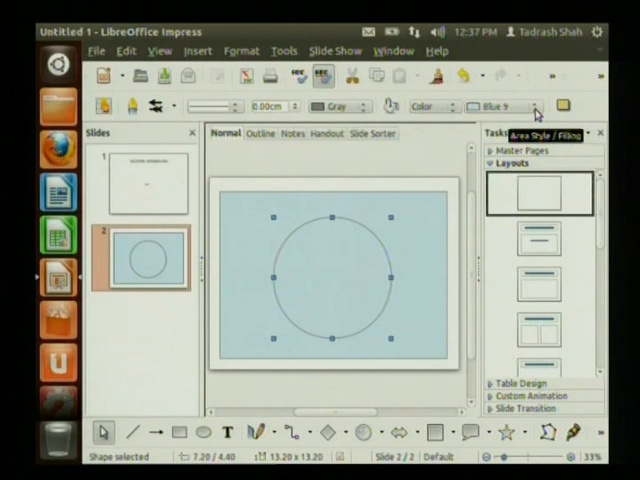 Untitled 1 - LibreOffice Impress
12:37 PM
Tadrash Shah
File Edit View Insert Format Tools Slide Show Window Help
0.00cm
Gray
Color
Blue 9
Area Style / Filling
Slides
Normal Outline Notes Handout Slide Sorter
Tasks
Master Pages
Layouts
1
2
Table Design
Custom Animation
Slide Transition
Shape selected
7.20 / 4.40
13.20 x 13.20
Slide 2 / 2
Default
33%